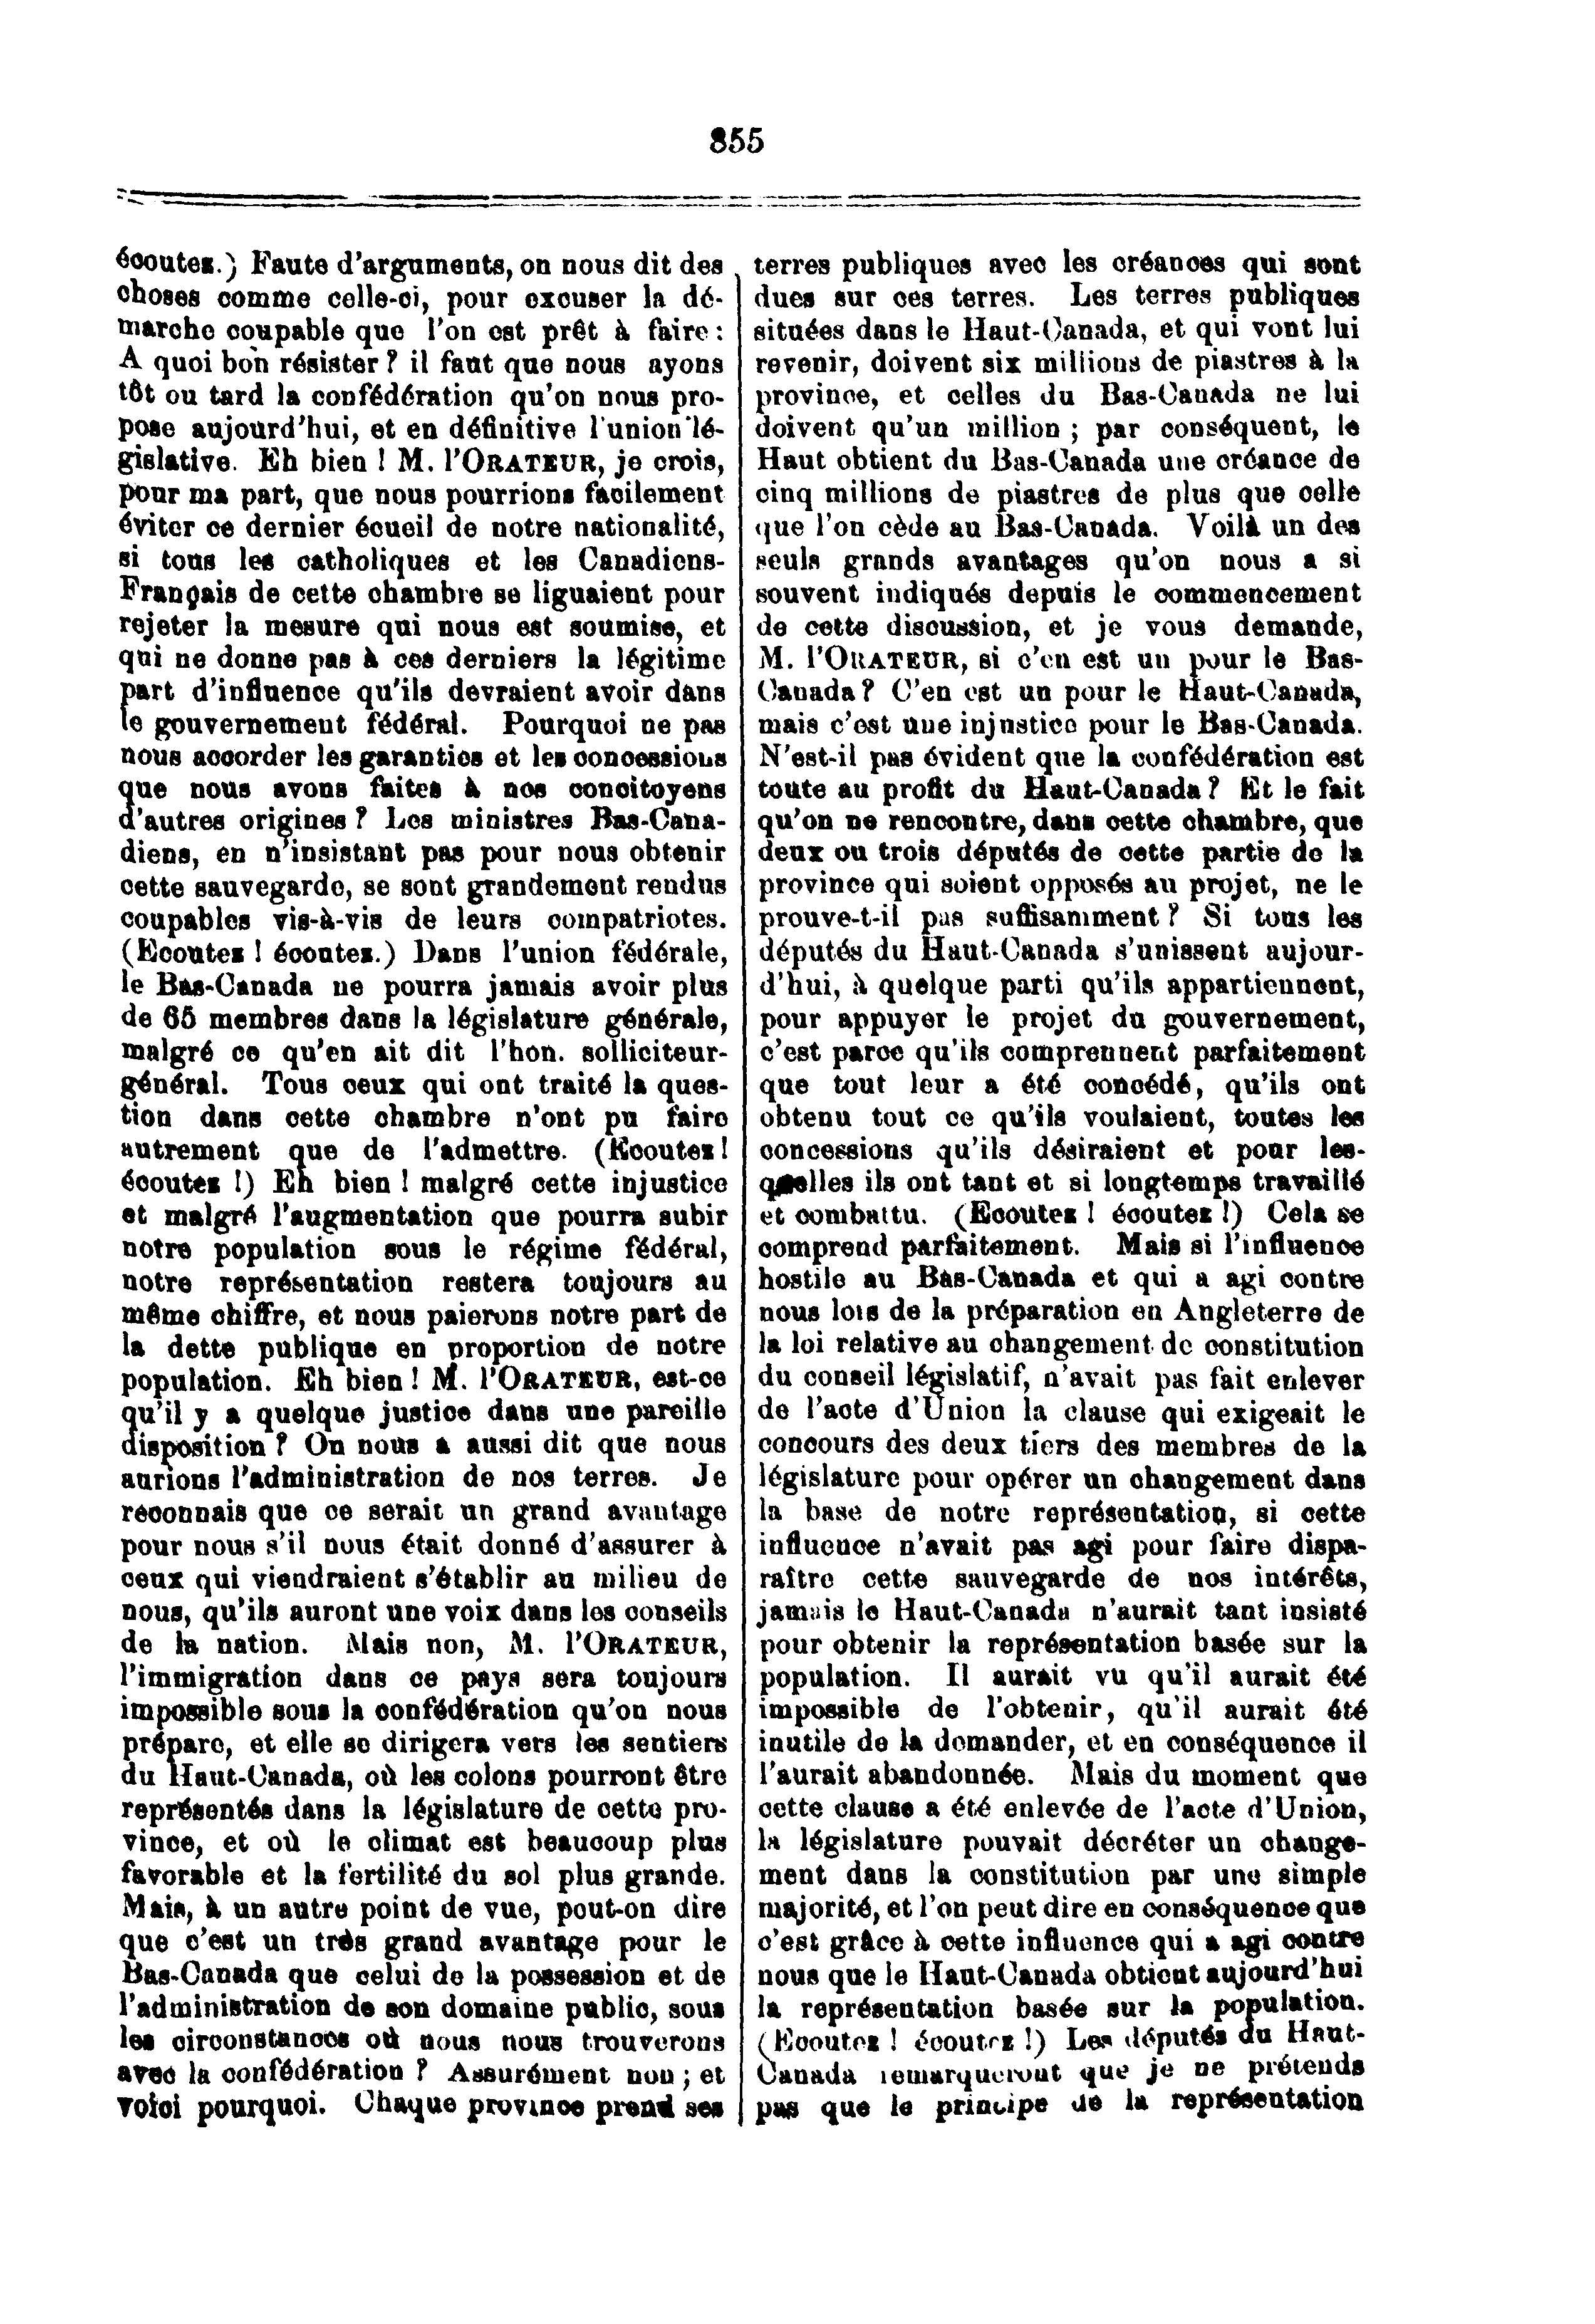 855
écoutez.) Faute d'arguments, on nous dit des
choses comme celle-ci, pour excuser la dé-
marche coupable que l'on est prêt à faire :
A quoi bon résister ? il faut que nous ayons
tôt ou tard la confédération qu'on nous pro-
pose aujourd'hui, et en définitive l'union lé-
gislative. Eh bien ! M. l'ORATEUR, je crois,
pour ma part, que nous pourrions facilement
éviter ce dernier écueil de notre nationalité,
si tous les catholiques et les Canadiens-
Français de cette chambre se liguaient pour
rejeter la mesure qui nous est soumise, et
qui ne donne pas à ces derniers la légitime
part d'influence qu'ils devraient avoir dans
le gouvernement fédéral. Pourquoi ne pas
nous accorder les garanties et les concessions
que nous avons faites à nos concitoyens
d'autres origines ? Les ministres Bas-Cana-
diens, en n'insistant pas pour nous obtenir
cette sauvegarde, se sont grandement rendus
coupables vis-à-vis de leurs compatriotes.
(Ecoutez ! écoutez.) Dans l'union fédérale,
le Bas-Canada ne pourra jamais avoir plus
de 65 membres dans la législature générale,
malgré ce qu'en ait dit l'hon. solliciteur-
général. Tous ceux qui ont traité la ques-
tion dans cette chambre n'ont pu faire
autrement que de l'admettre. (Ecoutez !
écoutez !) Eh bien ! malgré cette injustice
et malgré l'augmentation que pourra subir
notre population sous le régime fédéral,
notre représentation restera toujours au
même chiffre, et nous paierons notre part de
la dette publique en proportion de notre
population. Eh bien ! M. l'ORATEUR, est-ce
qu'il y a quelque justice dans une pareille
disposition ? On nous a aussi dit que nous
aurions l'administration de nos terres. Je
reconnais que ce serait un grand avantage
pour nous s'il nous était donné d'assurer à
ceux qui viendraient s'établir au milieu de
nous, qu'ils auront une voix dans les conseils
de la nation. Mais non, M. l'ORATEUR,
l'immigration dans ce pays sera toujours
impossible sous la confédération qu'on nous
prépare, et elle se dirigera vers les sentiers
du Haut-Canada, où les colons pourront être
représentés dans la législature de cette pro-
vince, et où le climat est beaucoup plus
favorable et la fertilité du sol plus grande.
Mais, à un autre point de vue, peut-on dire
que c'est un très grand avantage pour le
Bas-Canada que celui de la possession et de
l'administration de son domaine public, sous
les circonstances où nous nous trouverons
avec la confédération ? Assurément non ; et
voici pourquoi. Chaque province prend ses
terres publiques avec les créances qui sont
dues sur ces terres. Les terres publiques
situées dans le Haut-Canada, et qui vont lui
revenir, doivent six millions de piastres à la
province, et celles du Bas-Canada ne lui
doivent qu'un million ; par conséquent, le
Haut obtient du Bas-Canada une créance de
cinq millions de piastres de plus que celle
que l'on cède au Bas-Canada. Voilà un des
seuls grands avantages qu'on nous a si
souvent indiqués depuis le commencement
de cette discussion, et je vous demande,
M. l'ORATEUR, si c'en est un pour le Bas-
Canada ? C'en est un pour le Haut-Canada,
mais c'est une injustice pour le Bas-Canada.
N'est-il pas évident que la confédération est
toute au profit du Haut-Canada ? Et le fait
qu'on ne rencontre, dans cette chambre, que
deux ou trois députés de cette partie de la
province qui soient opposés au projet, ne le
prouve-t-il pas suffisamment ? Si tous les
députés du Haut-Canada s'unissent aujour-
d'hui, à quelque parti qu'ils appartiennent,
pour appuyer le projet du gouvernement,
c'est parce qu'ils comprennent parfaitement
que tout leur a été concédé, qu'ils ont
obtenu tout ce qu'ils voulaient, toutes les
concessions qu'ils désiraient et pour les-
quelles ils ont tant et si longtemps travaillé
et combattu. (Ecoutez ! écoutez !) Cela se
comprend parfaitement. Mais si l'influence
hostile au Bas-Canada et qui a agi contre
nous lors de la préparation en Angleterre de
la loi relative au changement de constitution
du conseil législatif, n'avait pas fait enlever
de l'acte d'Union la clause qui exigeait le
concours des deux tiers des membres de la
législature pour opérer un changement dans
la base de notre représentation, si cette
influence n'avait pas agi pour faire dispa-
raître cette sauvegarde de nos intérêts,
jamais le Haut-Canada n'aurait tant insisté
pour obtenir la représentation basée sur la
population. Il aurait vu qu'il aurait été
impossible de l'obtenir, qu'il aurait été
inutile de la demander, et en conséquence il
l'aurait abandonnée. Mais du moment que
cette clause a été enlevée de l'acte d'Union,
la législature pouvait décréter un change-
ment dans la constitution par une simple
majorité, et l'on peut dire en conséquence que
c'est grâce à cette influence qui a agi contre
nous que le Haut-Canada obtient aujourd'hui
la représentation basée sur la population.
(Ecoutez ! écoutez !) Les députés du Haut-
Canada remarqueront que je ne prétends
pas que le principe de la représentation